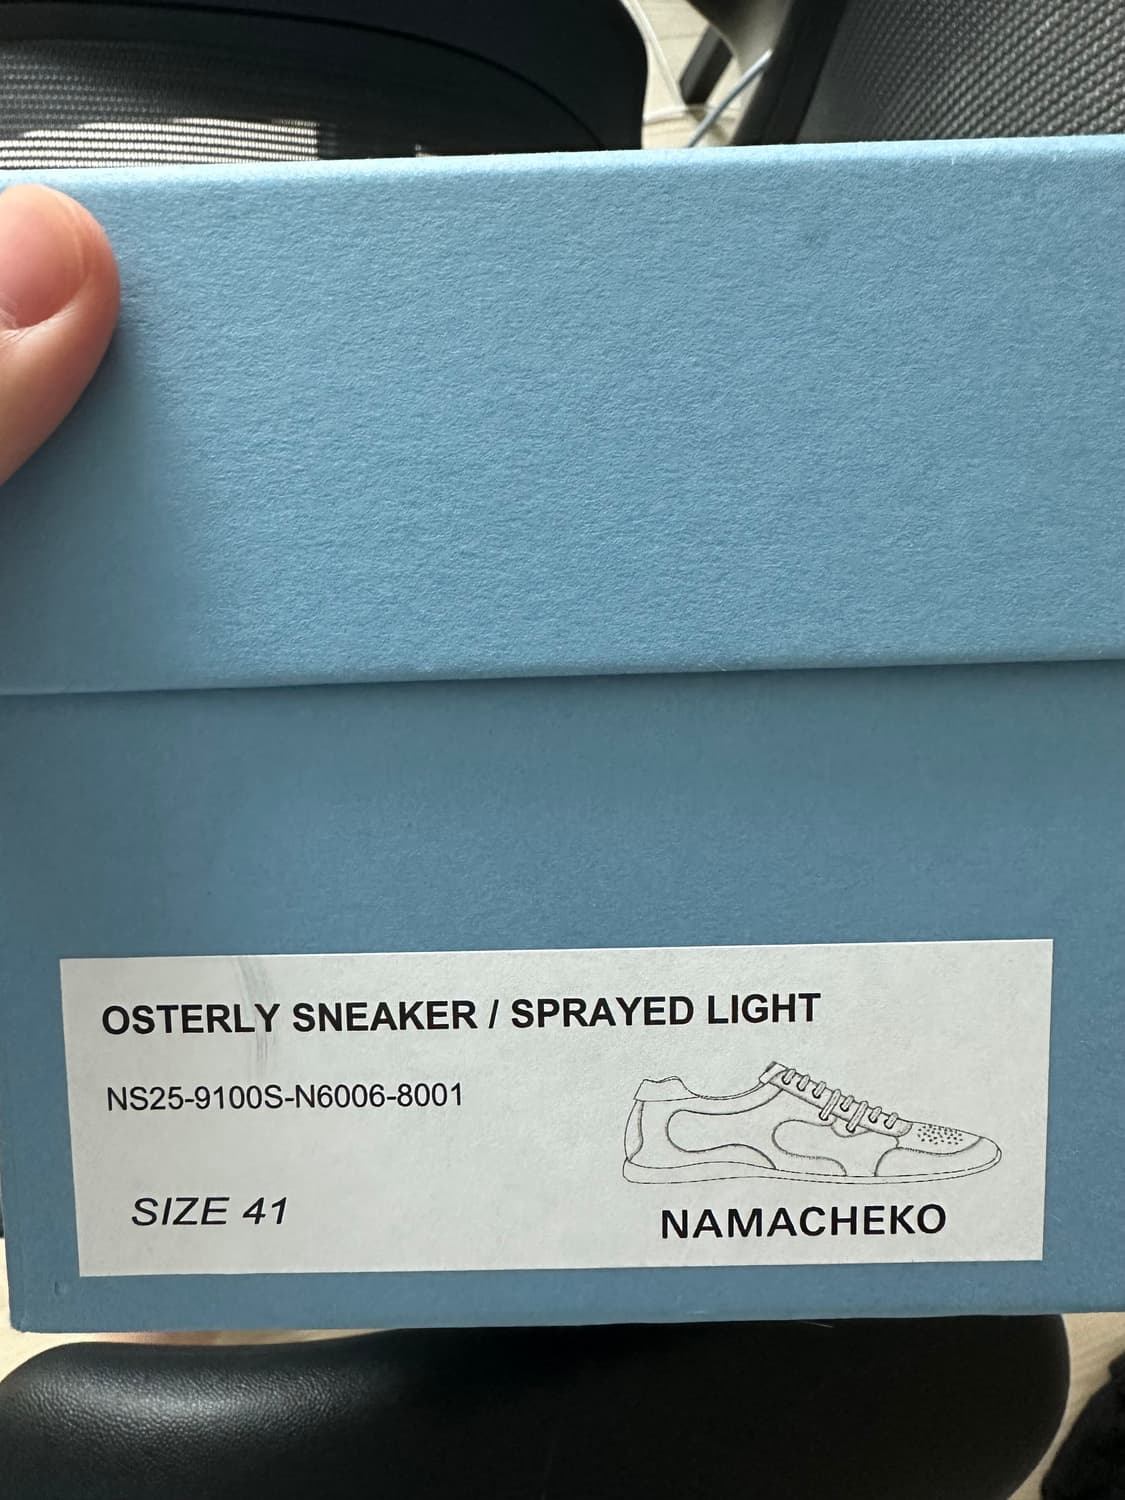 OSTERLY SNEAKER / SPRAYED LIGHT
NS25-9100S-N6006-8001
SIZE 41
NAMACHEKO